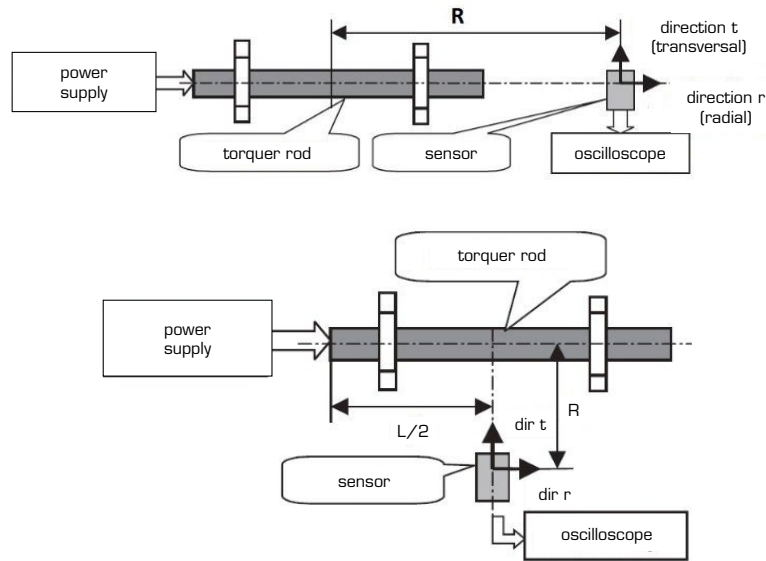 R
direction t
(transversal)
power
supply
direction r
(radial)
torquer rod
sensor
oscilloscope
torquer rod
power
supply
R
L/2
dir t
sensor
dir r
oscilloscope